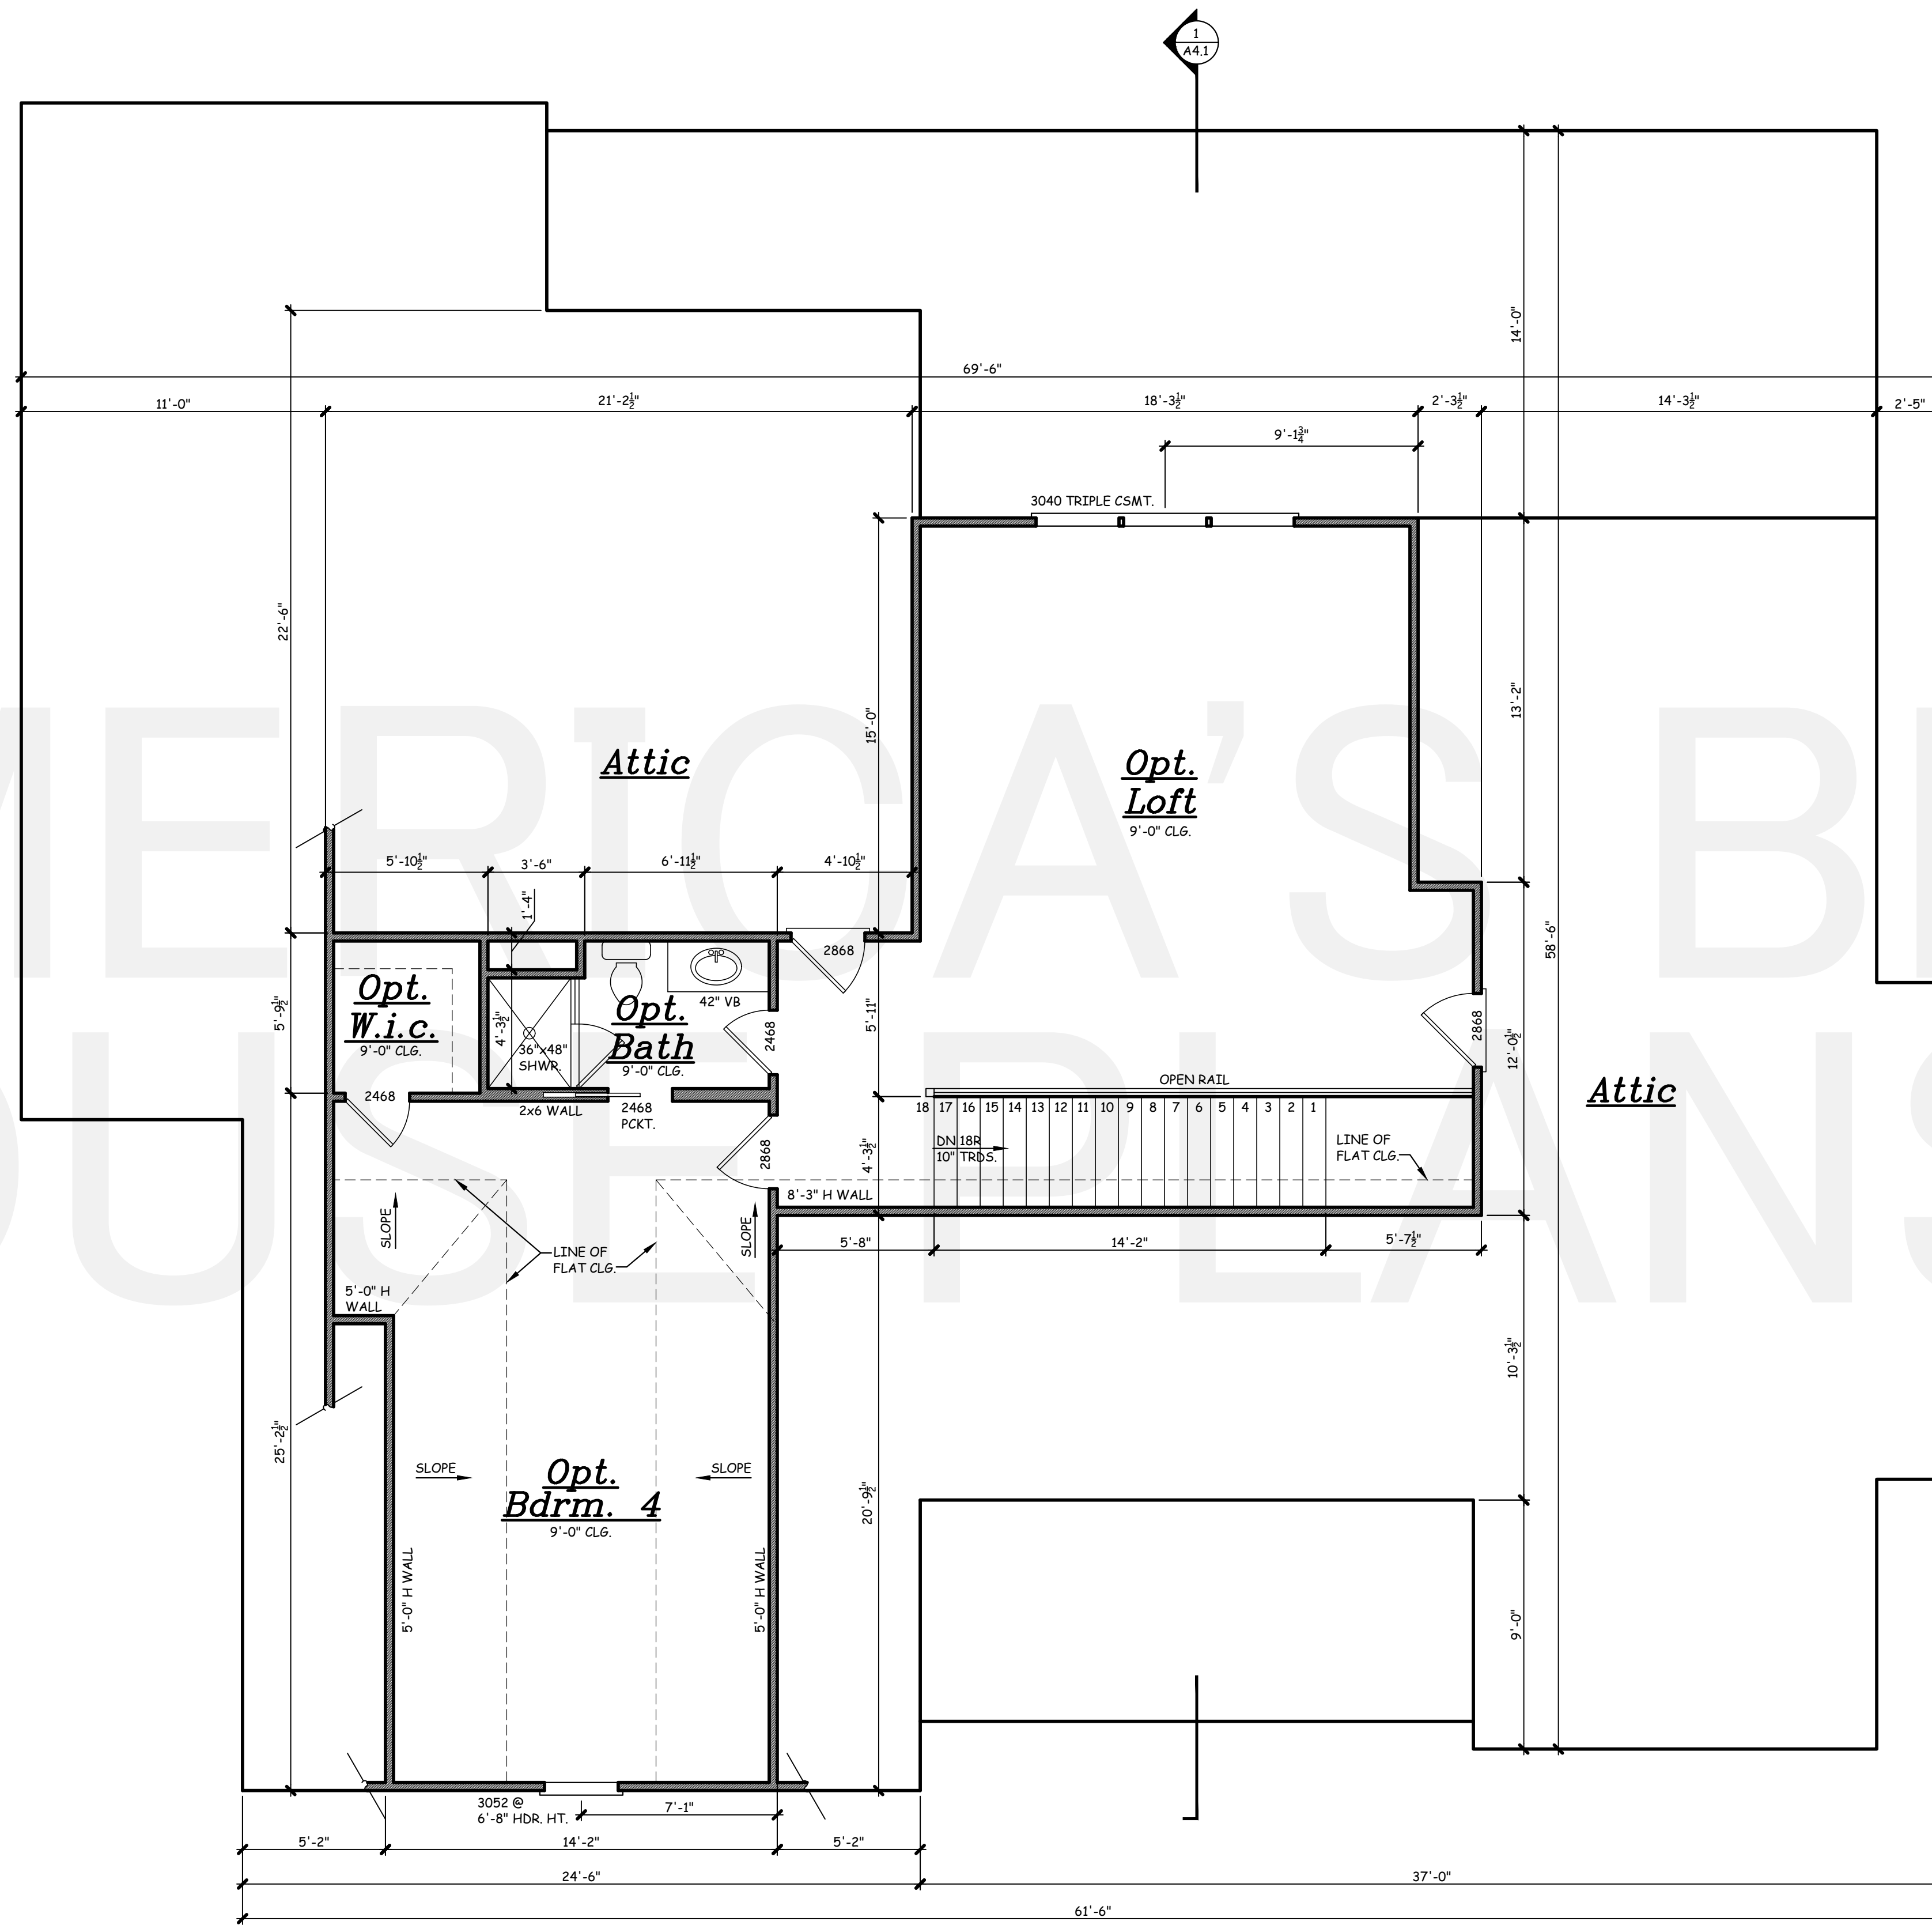 1
A4.1
69'-6"
11'-0"
21'-2½"
18'-3½"
2'-3½"
14'-3½"
2'-5"
9'-1¾"
14'-0"
3040 TRIPLE CSMT.
22'-6"
15'-0"
13'-2"
58'-6"
AMERICA'S BE
Attic
Opt.
Loft
9'-0" CLG.
5'-10½"
3'-6"
6'-11½"
4'-10½"
1'-4"
2868
Opt.
W.i.c.
9'-0" CLG.
5'-9½"
4'-3½"
36"x48"
SHWR.
42" VB
Opt.
Bath
9'-0" CLG.
2468
5'-11"
2868
12'-0½"
Attic
2468
2x6 WALL
2468
PCKT.
OPEN RAIL
18 17 16 15 14 13 12 11 10 9 8 7 6 5 4 3 2 1
DN 18R
10" TRDS.
LINE OF
FLAT CLG.
2868
4'-3½"
8'-3" H WALL
OUSE PLANS
SLOPE
SLOPE
LINE OF
FLAT CLG.
5'-8"
14'-2"
5'-7½"
5'-0" H
WALL
10'-3½"
25'-2½"
SLOPE
SLOPE
Opt.
Bdrm. 4
9'-0" CLG.
20'-9½"
5'-0" H WALL
5'-0" H WALL
9'-0"
3052 @
6'-8" HDR. HT.
7'-1"
5'-2"
14'-2"
5'-2"
24'-6"
37'-0"
61'-6"